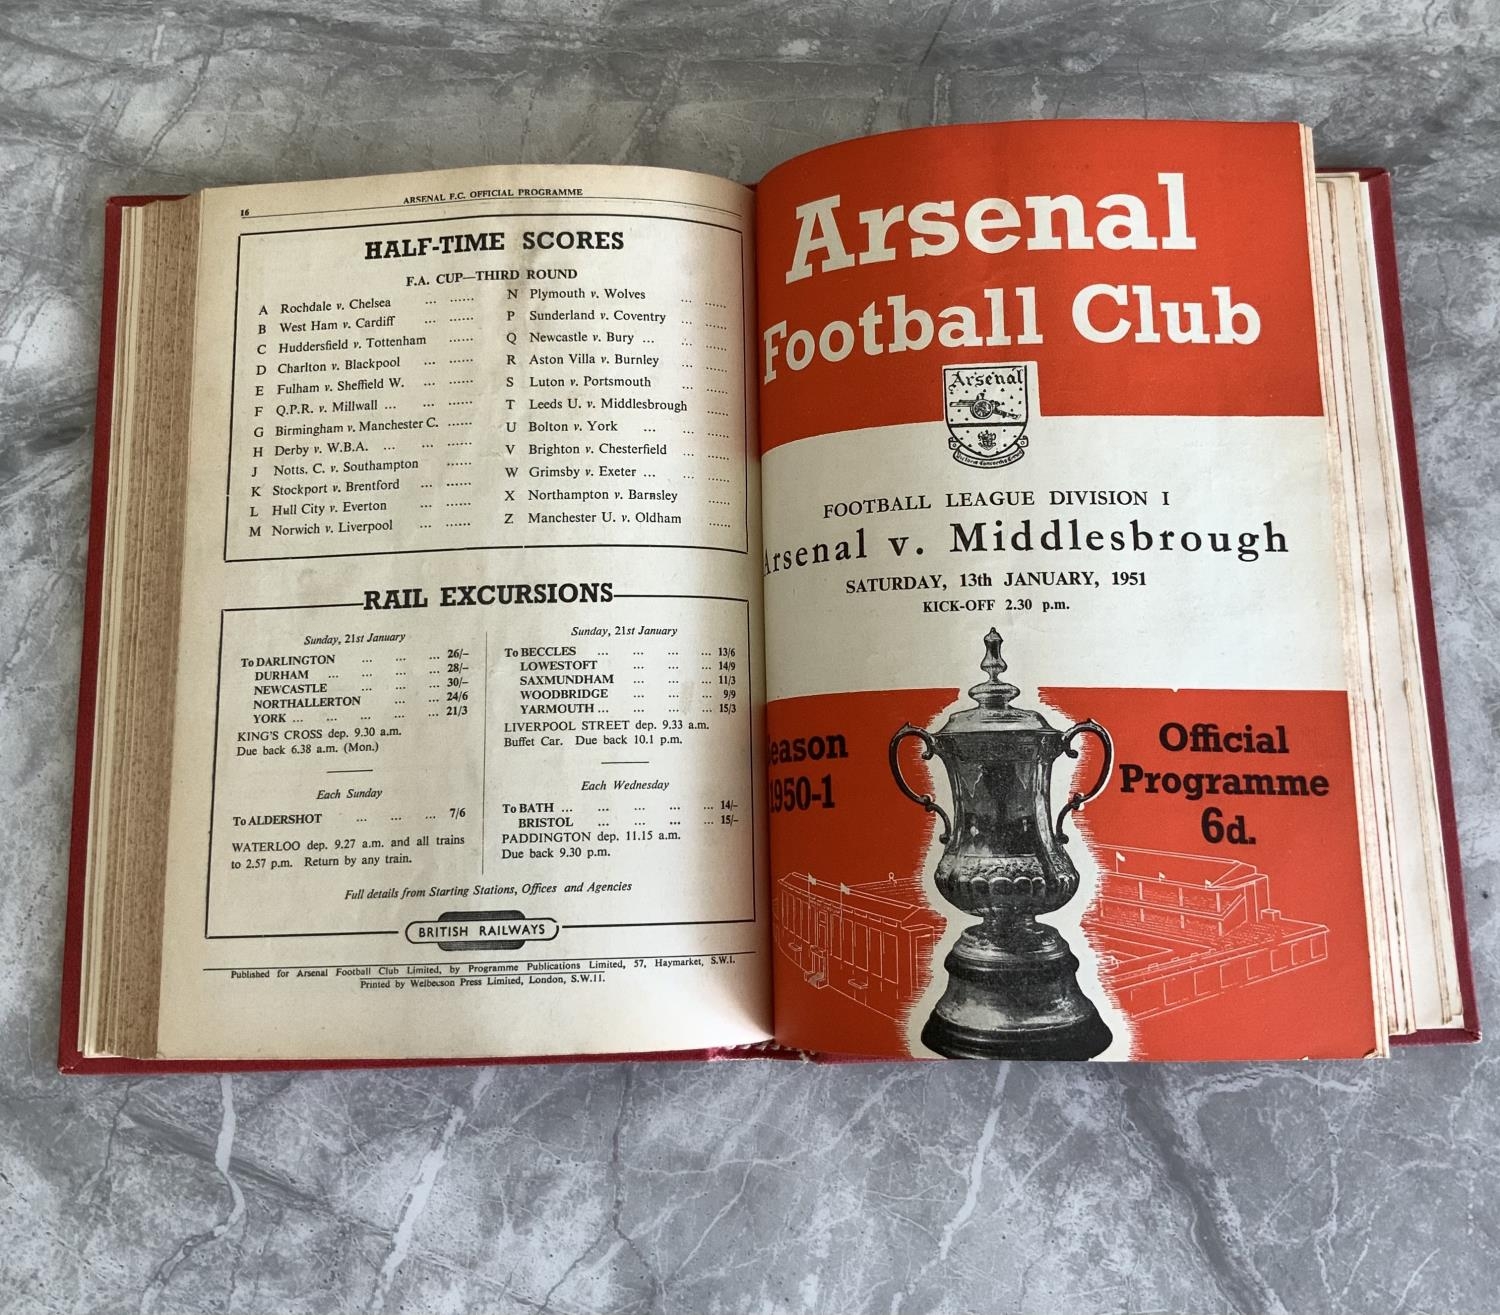 16
ARSENAL F.C. OFFICIAL PROGRAMME
HALF-TIME SCORES
F.A. CUP—THIRD ROUND
A Rochdale v. Chelsea ... ......
B West Ham v. Cardiff ... ......
C Huddersfield v. Tottenham ......
D Charlton v. Blackpool ... ......
E Fulham v. Sheffield W. ... ......
F Q.P.R. v. Millwall ... ... ......
G Birmingham v. Manchester C. ......
H Derby v. W.B.A. ... ... ......
J Notts. C. v. Southampton ......
K Stockport v. Brentford ... ......
L Hull City v. Everton ... ......
M Norwich v. Liverpool ... ......
N Plymouth v. Wolves ... ......
P Sunderland v. Coventry ... ......
Q Newcastle v. Bury ... ... ......
R Aston Villa v. Burnley ... ......
S Luton v. Portsmouth ... ......
T Leeds U. v. Middlesbrough ......
U Bolton v. York ... ... ......
V Brighton v. Chesterfield ... ......
W Grimsby v. Exeter ... ... ......
X Northampton v. Barnsley ......
Z Manchester U. v. Oldham ......
RAIL EXCURSIONS
Sunday, 21st January
To DARLINGTON ... ... ... 26/-
DURHAM ... ... ... ... 28/-
NEWCASTLE ... ... ... 30/-
NORTHALLERTON ... ... 24/6
YORK ... ... ... ... ... 21/3
KING'S CROSS dep. 9.30 a.m.
Due back 6.38 a.m. (Mon.)
Each Sunday
To ALDERSHOT ... ... ... 7/6
WATERLOO dep. 9.27 a.m. and all trains
to 2.57 p.m. Return by any train.
Sunday, 21st January
To BECCLES ... ... ... ... 13/6
LOWESTOFT ... ... ... 14/9
SAXMUNDHAM ... ... ... 11/3
WOODBRIDGE ... ... ... 9/9
YARMOUTH ... ... ... ... 15/3
LIVERPOOL STREET dep. 9.33 a.m.
Buffet Car. Due back 10.1 p.m.
Each Wednesday
To BATH ... ... ... ... ... 14/-
BRISTOL ... ... ... ... 15/-
PADDINGTON dep. 11.15 a.m.
Due back 9.30 p.m.
Full details from Starting Stations, Offices and Agencies
BRITISH RAILWAYS
Published for Arsenal Football Club Limited, by Programme Publications Limited, 57, Haymarket, S.W.1.
Printed by Welbecson Press Limited, London, S.W.11.
Arsenal
Football Club
Arsenal
Victoria Concordia Crescit
FOOTBALL LEAGUE DIVISION I
Arsenal v. Middlesbrough
SATURDAY, 13th JANUARY, 1951
KICK-OFF 2.30 p.m.
Season
1950-1
Official
Programme
6d.